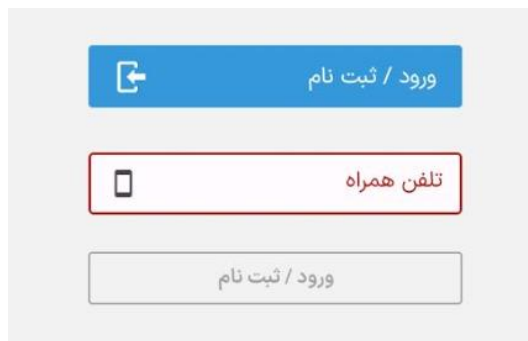 ورود / ثبت نام
تلفن همراه
ورود / ثبت نام